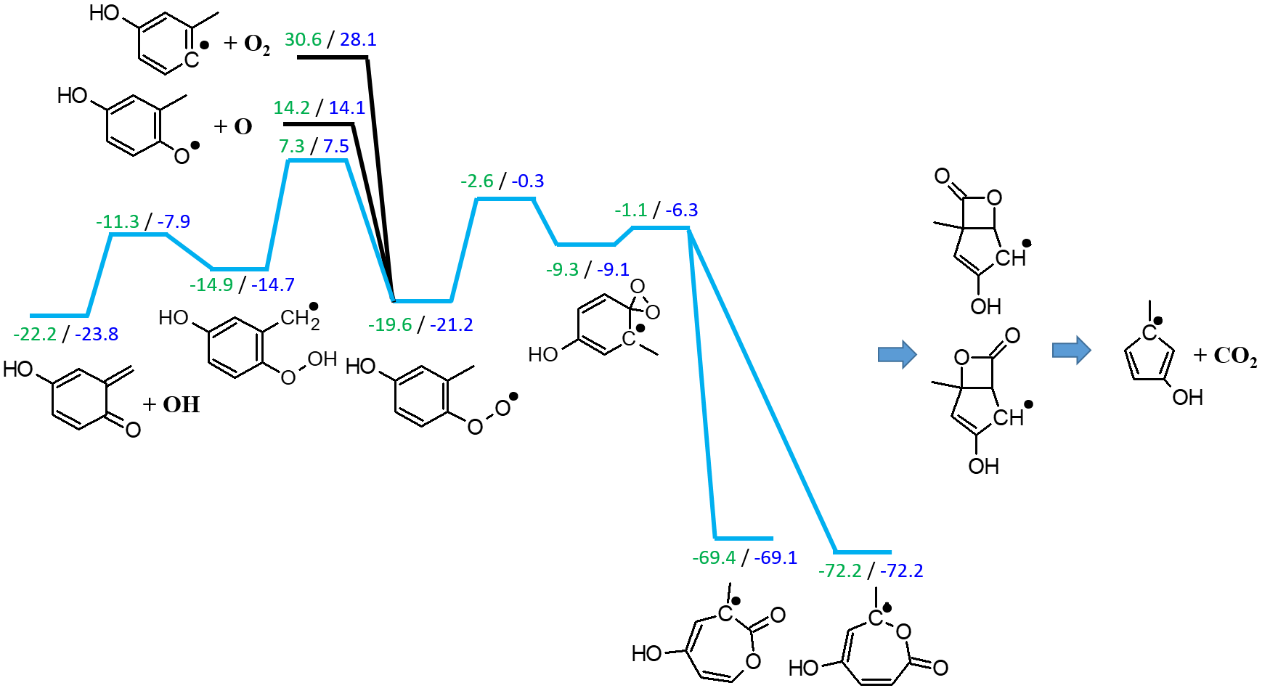 HO
C•
+ O₂
30.6 / 28.1
HO
O•
+ O
14.2 / 14.1
7.3 / 7.5
-11.3 / -7.9
-14.9 / -14.7
-22.2 / -23.8
-19.6 / -21.2
-2.6 / -0.3
-9.3 / -9.1
-1.1 / -6.3
-69.4 / -69.1
-72.2 / -72.2
HO
O
+ OH
HO
CH₂•
O
OH
HO
O
O•
O
O
C•
HO
C•
O
O
HO
C•
O
O
HO
O
O
CH•
OH
O
O
CH•
OH
C•
OH
+ CO₂